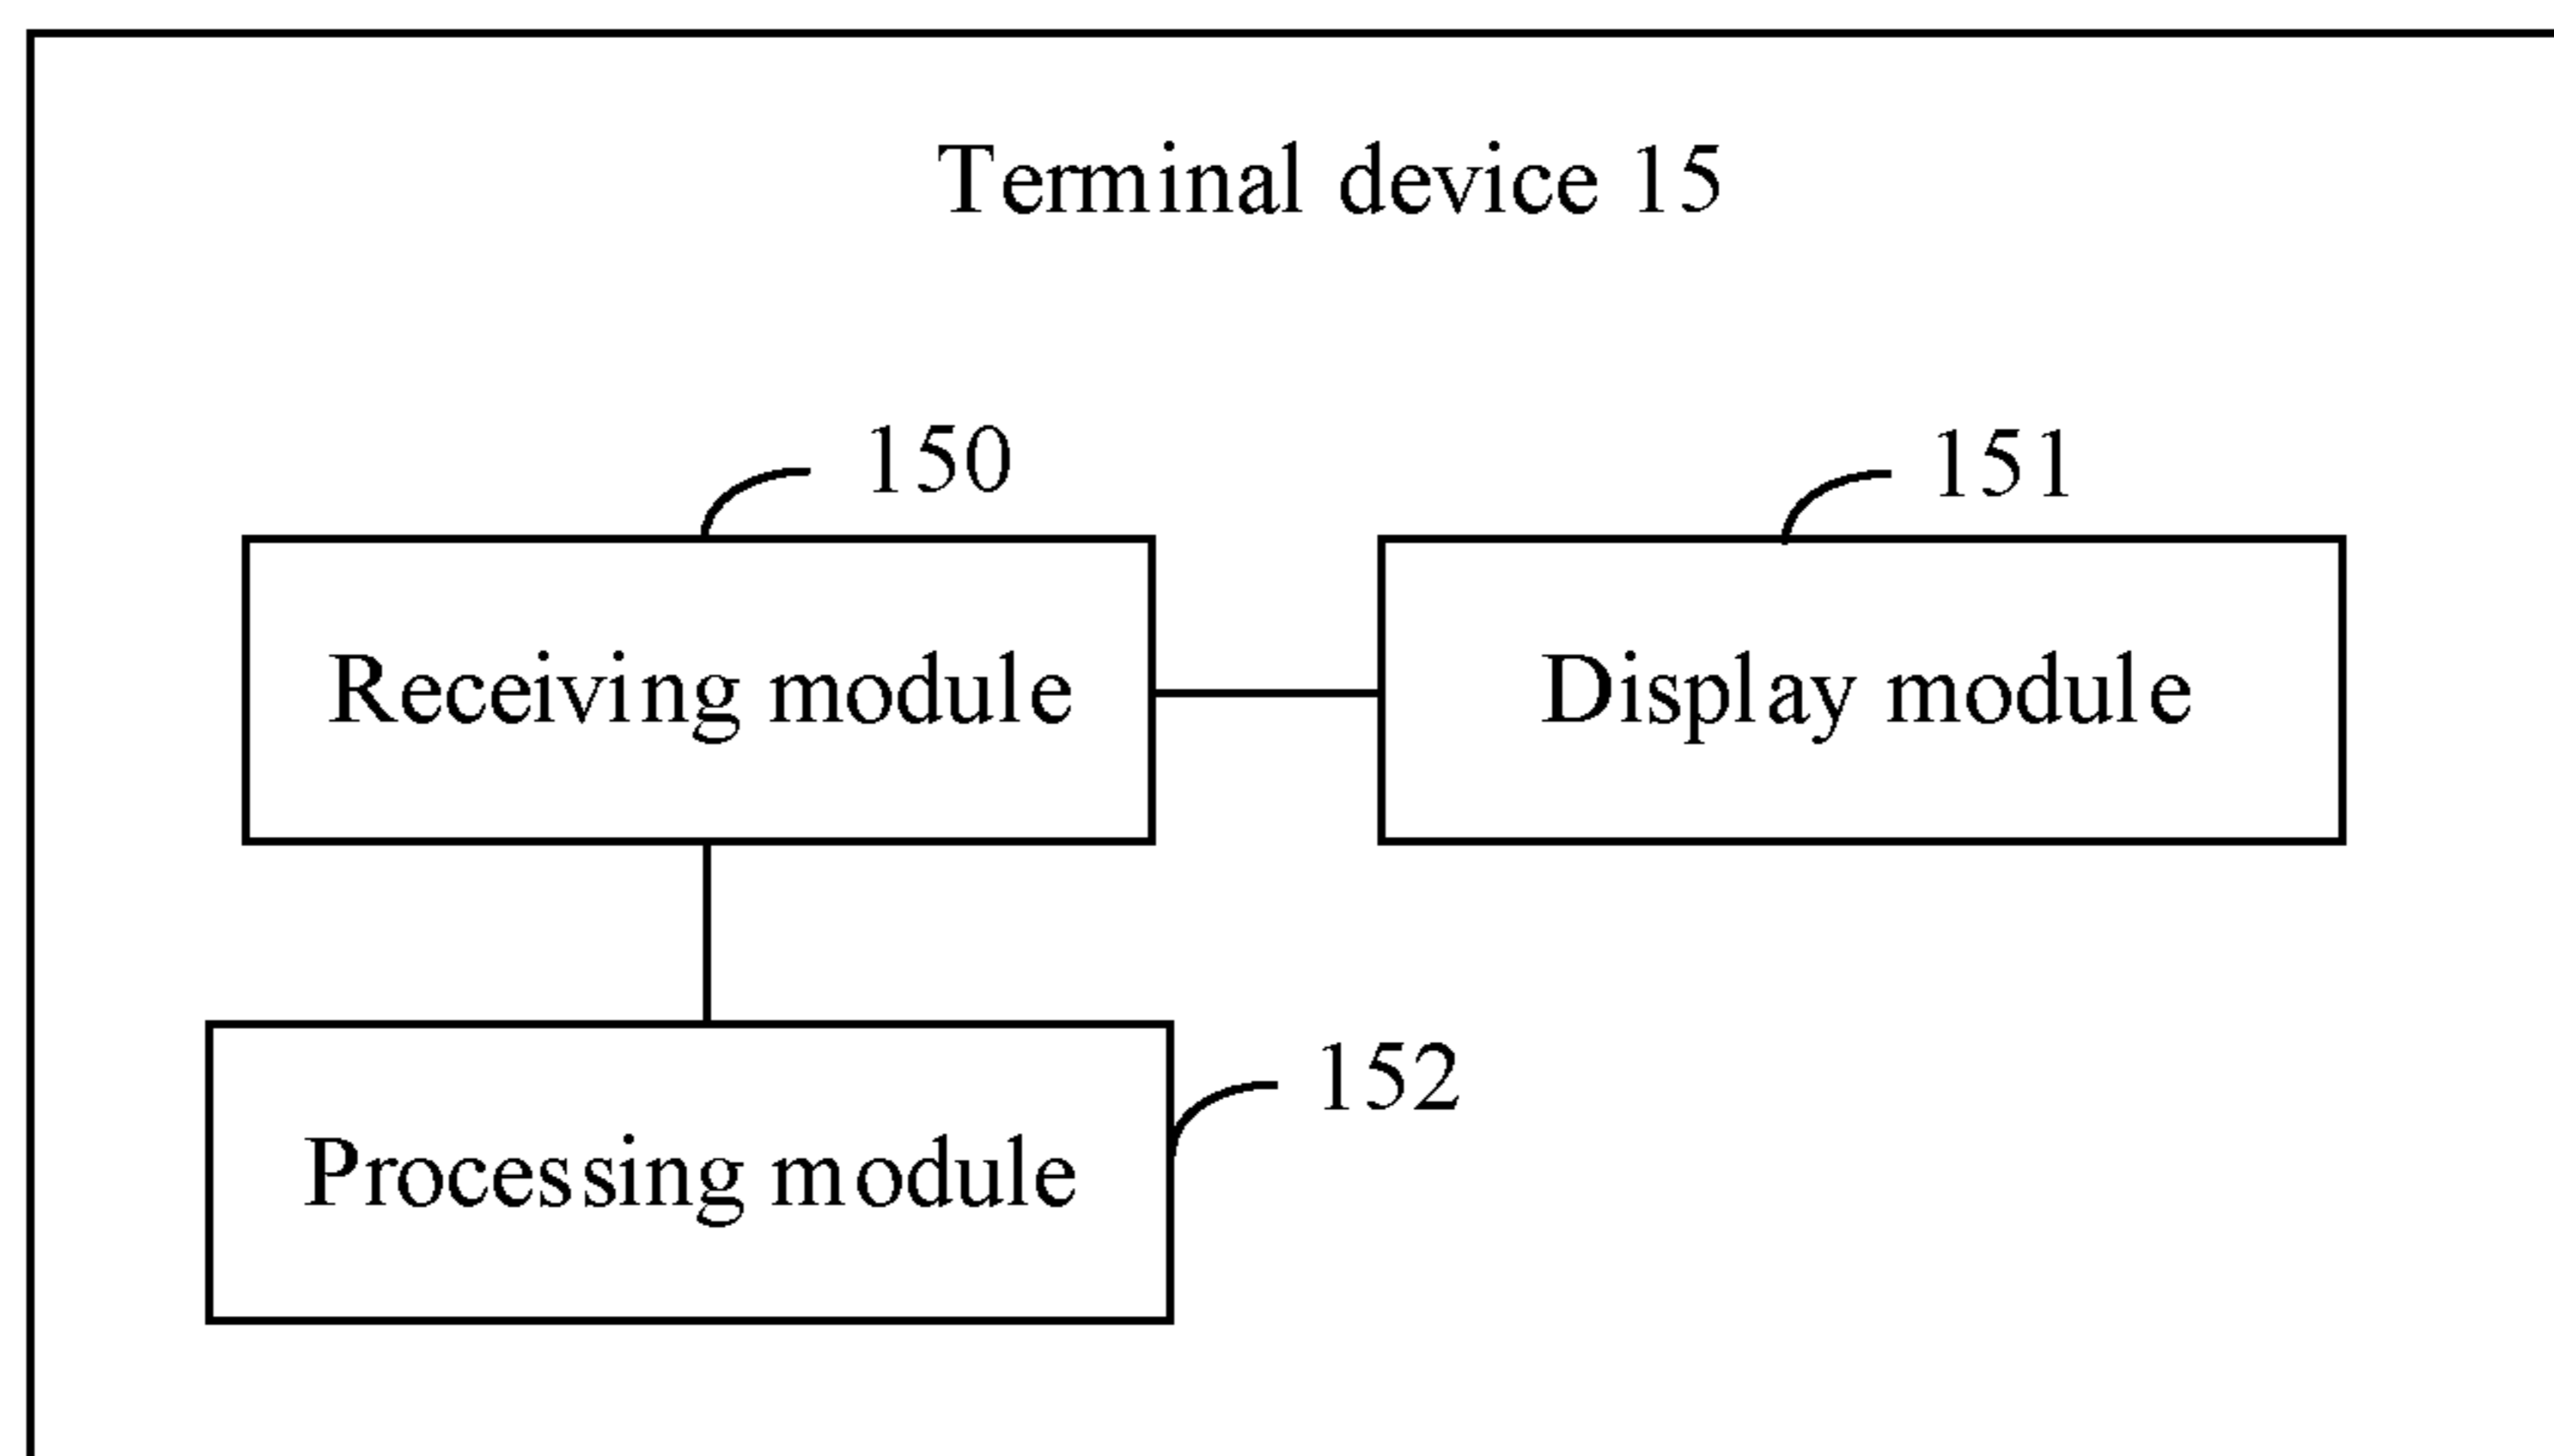 Terminal device 15
150
151
Receiving module
Display module
152
Processing module